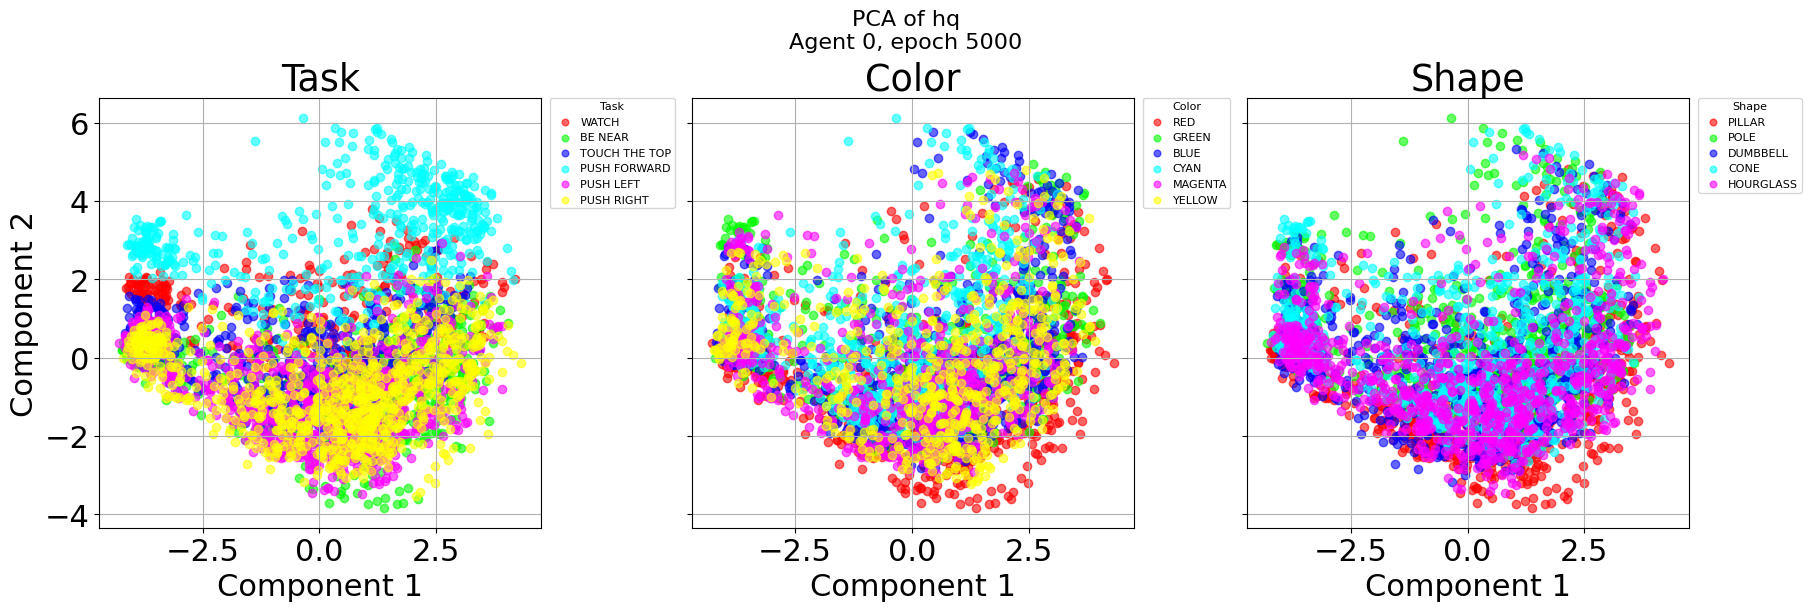 PCA of hq
Agent 0, epoch 5000
Task
Component 2
6
4
2
0
−2
−4
−2.5 0.0 2.5
Component 1
Task
WATCH
BE NEAR
TOUCH THE TOP
PUSH FORWARD
PUSH LEFT
PUSH RIGHT
Color
−2.5 0.0 2.5
Component 1
Color
RED
GREEN
BLUE
CYAN
MAGENTA
YELLOW
Shape
−2.5 0.0 2.5
Component 1
Shape
PILLAR
POLE
DUMBBELL
CONE
HOURGLASS